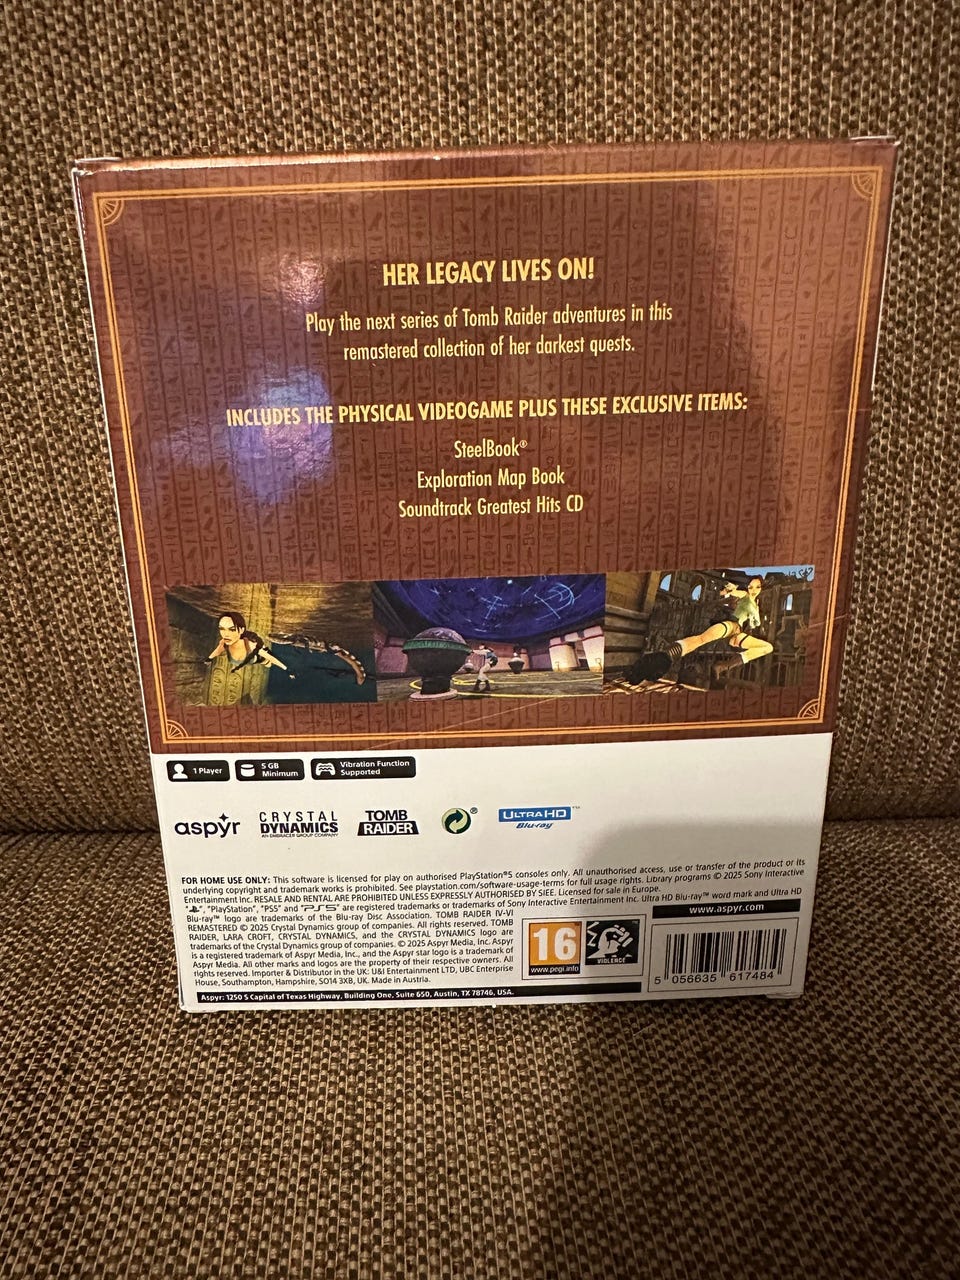 HER LEGACY LIVES ON!
Play the next series of Tomb Raider adventures in this
remastered collection of her darkest quests.
INCLUDES THE PHYSICAL VIDEOGAME PLUS THESE EXCLUSIVE ITEMS:
SteelBook®
Exploration Map Book
Soundtrack Greatest Hits CD
1 Player
5 GB
Minimum
Vibration Function
Supported
aspyr
CRYSTAL
DYNAMICS
AN EMBRACER GROUP COMPANY
TOMB
RAIDER
®
ULTRA HD™
Blu-ray
FOR HOME USE ONLY: This software is licensed for play on authorised PlayStation®5 consoles only. All unauthorised access, use or transfer of the product or its
underlying copyright and trademark works is prohibited. See playstation.com/software-usage-terms for full usage rights. Library programs © 2025 Sony Interactive
Entertainment Inc. RESALE AND RENTAL ARE PROHIBITED UNLESS EXPRESSLY AUTHORISED BY SIEE. Licensed for sale in Europe.
", "PlayStation", "PS5" and "PS5" are registered trademarks or trademarks of Sony Interactive Entertainment Inc. Ultra HD Blu-ray™ word mark and Ultra HD
Blu-ray™ logo are trademarks of the Blu-ray Disc Association. TOMB RAIDER IV-VI
REMASTERED © 2025 Crystal Dynamics group of companies. All rights reserved. TOMB
RAIDER, LARA CROFT, CRYSTAL DYNAMICS, and the CRYSTAL DYNAMICS logo are
trademarks of the Crystal Dynamics group of companies. © 2025 Aspyr Media, Inc. Aspyr
is a registered trademark of Aspyr Media, Inc., and the Aspyr star logo is a trademark of
Aspyr Media. All other marks and logos are the property of their respective owners. All
rights reserved. Importer & Distributor in the UK: U&I Entertainment LTD, UBC Enterprise
House, Southampton, Hampshire, SO14 3XB, UK. Made in Austria.
Aspyr: 1250 S Capital of Texas Highway, Building One, Suite 650, Austin, TX 78746, USA.
16
www.pegi.info
VIOLENCE
www.aspyr.com
5 056635 617484